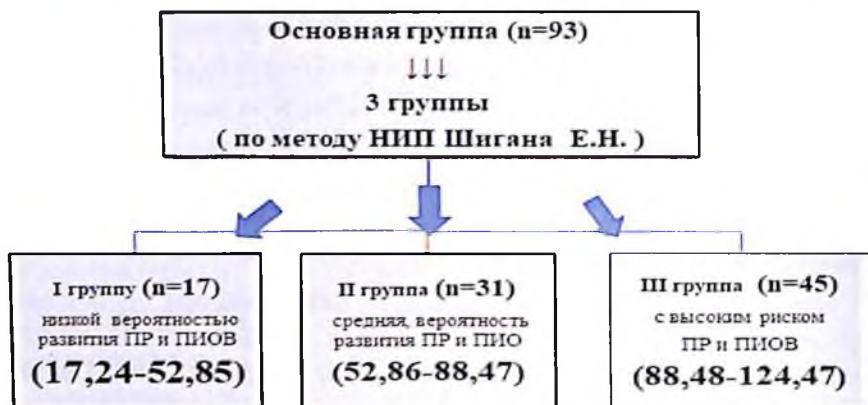 Основная группа (n=93)
↓↓↓
3 группы
( по методу НИП Шигана Е.Н. )
I группу (n=17)
низкой вероятностью
развития ПР и ПИОВ
(17,24-52,85)
II группа (n=31)
средняя, вероятность
развития ПР и ПИО
(52,86-88,47)
III группа (n=45)
с высоким риском
ПР и ПИОВ
(88,48-124,47)